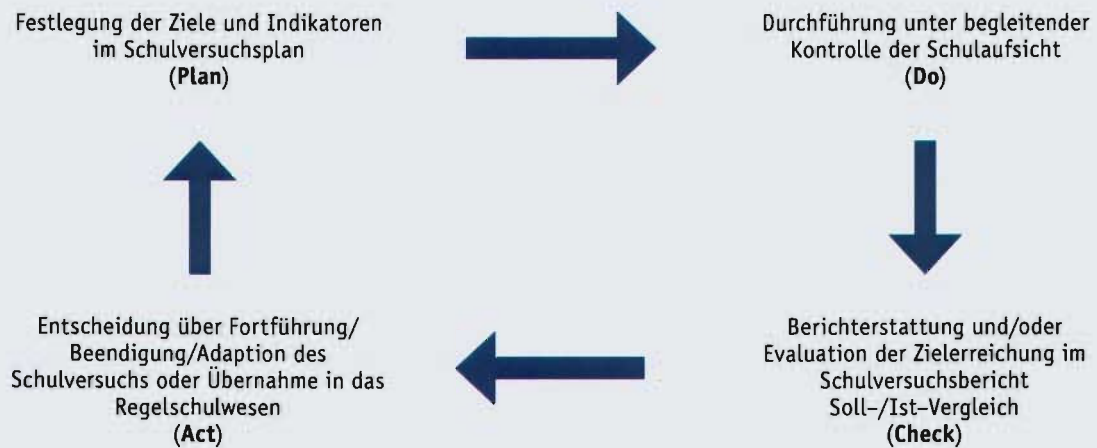 Festlegung der Ziele und Indikatoren
im Schulversuchsplan
(Plan)
Durchführung unter begleitender
Kontrolle der Schulaufsicht
(Do)
Berichterstattung und/oder
Evaluation der Zielerreichung im
Schulversuchsbericht
Soll-/Ist-Vergleich
(Check)
Entscheidung über Fortführung/
Beendigung/Adaption des
Schulversuchs oder Übernahme in das
Regelschulwesen
(Act)